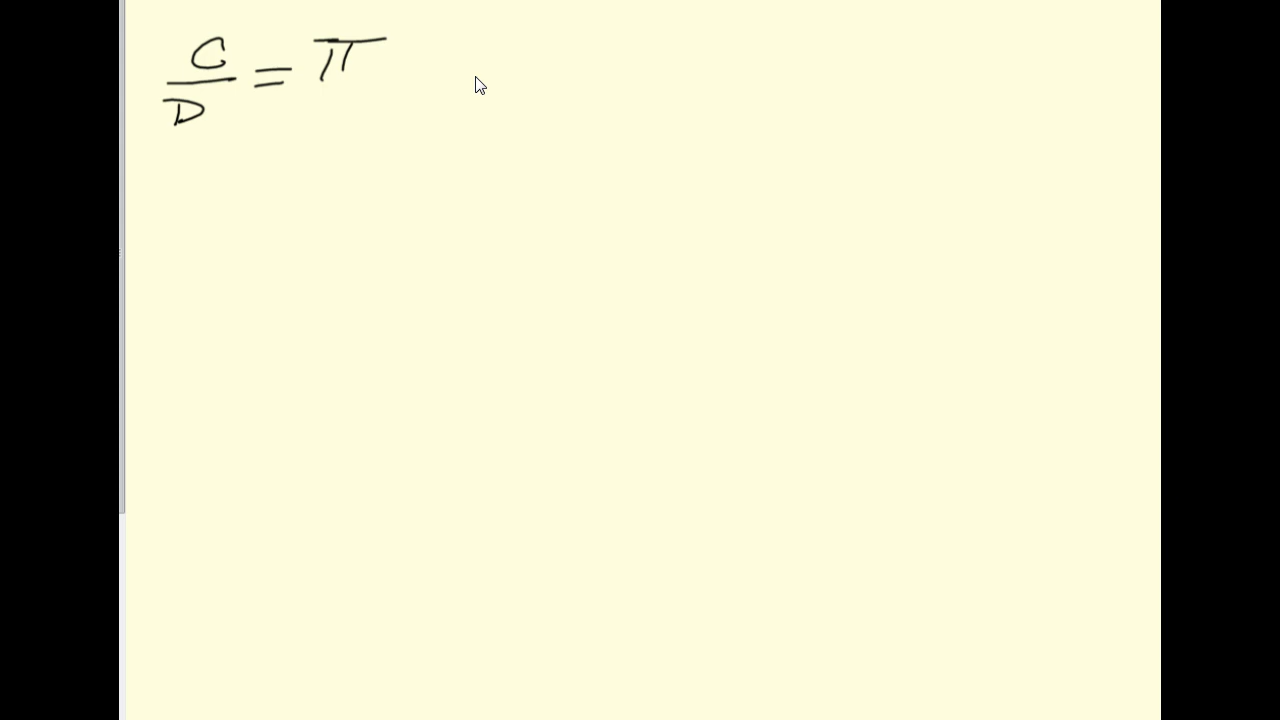 C/D = π